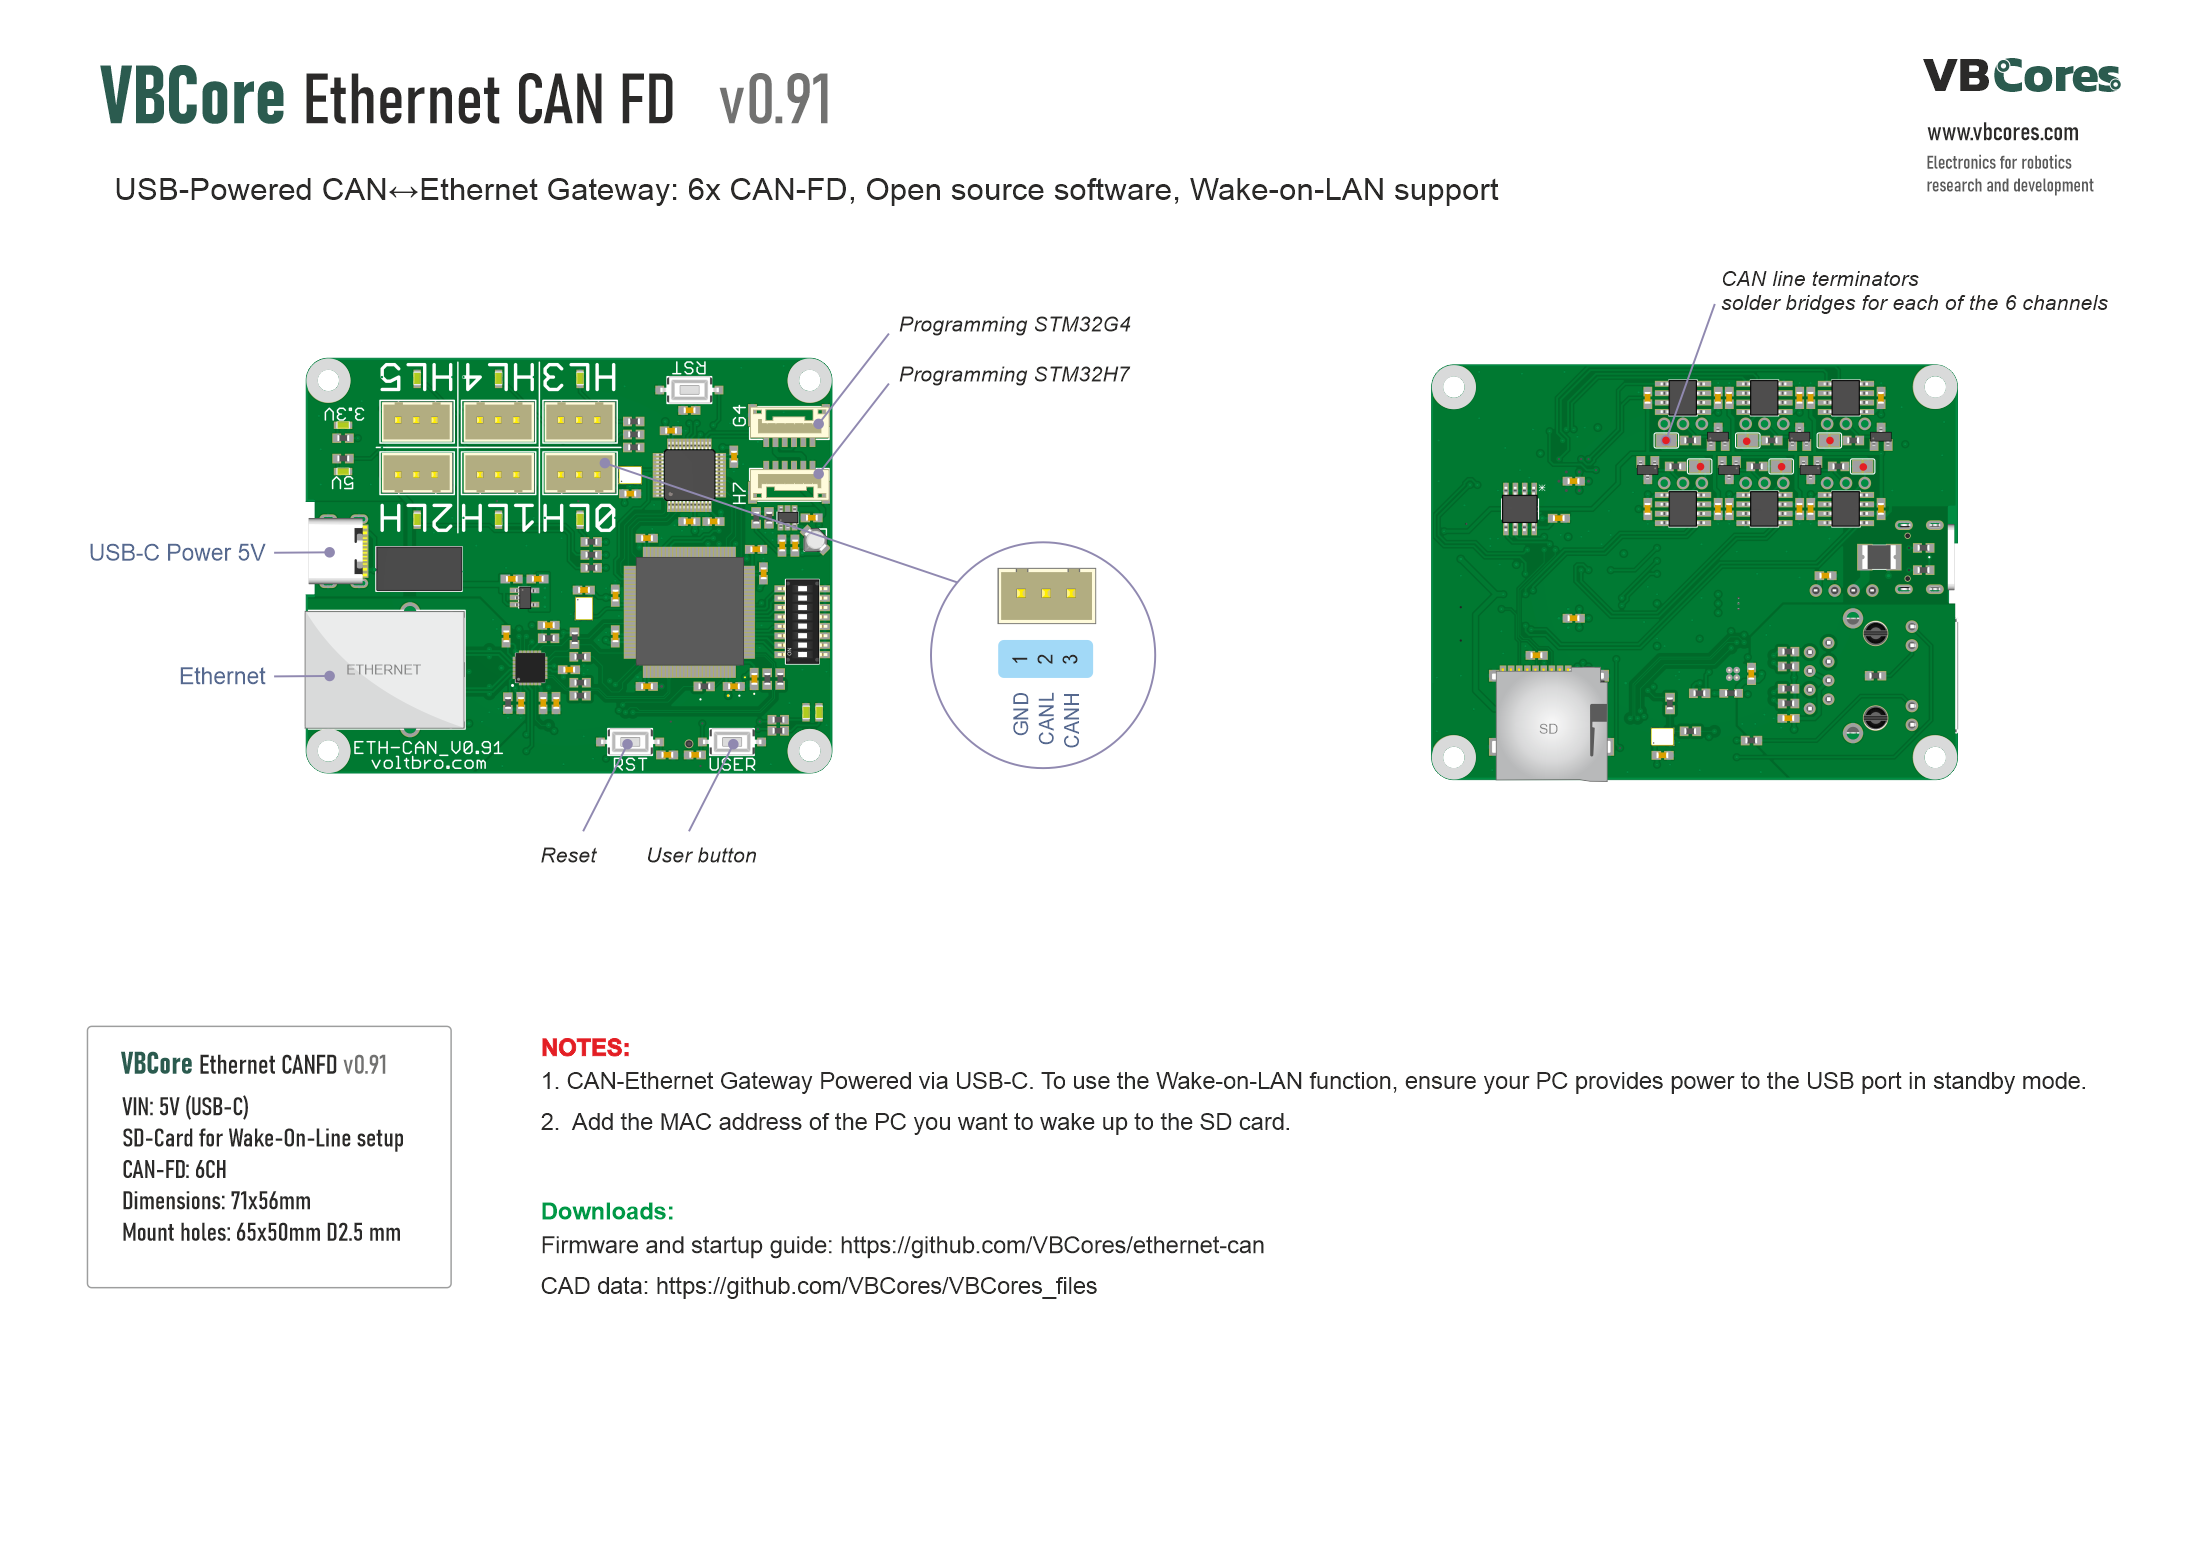 VBCore Ethernet CAN FD v0.91
VBCores
www.vbcores.com
Electronics for robotics
research and development
USB-Powered CAN↔Ethernet Gateway: 6x CAN-FD, Open source software, Wake-on-LAN support
CAN line terminators
solder bridges for each of the 6 channels
Programming STM32G4
Programming STM32H7
HL5
HL4
HL3
RST
3.3V
G4
5V
H7
2LH
1LH
0LH
USB-C Power 5V
ON
Ethernet
ETHERNET
1
2
3
GND
CANL
CANH
SD
ETH-CAN_V0.91
voltbro.com
RST
USER
Reset
User button
VBCore Ethernet CANFD v0.91
VIN: 5V (USB-C)
SD-Card for Wake-On-Line setup
CAN-FD: 6CH
Dimensions: 71x56mm
Mount holes: 65x50mm D2.5 mm
NOTES:
1. CAN-Ethernet Gateway Powered via USB-C. To use the Wake-on-LAN function, ensure your PC provides power to the USB port in standby mode.
2. Add the MAC address of the PC you want to wake up to the SD card.
Downloads:
Firmware and startup guide: https://github.com/VBCores/ethernet-can
CAD data: https://github.com/VBCores/VBCores_files